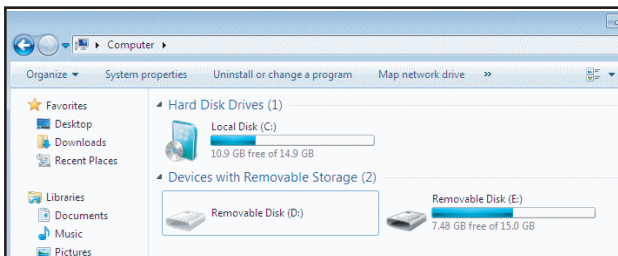 Computer
Organize System properties Uninstall or change a program Map network drive »
Favorites
Desktop
Downloads
Recent Places
Libraries
Documents
Music
Pictures
Hard Disk Drives (1)
Local Disk (C:)
10.9 GB free of 14.9 GB
Devices with Removable Storage (2)
Removable Disk (D:)
Removable Disk (E:)
7.48 GB free of 15.0 GB